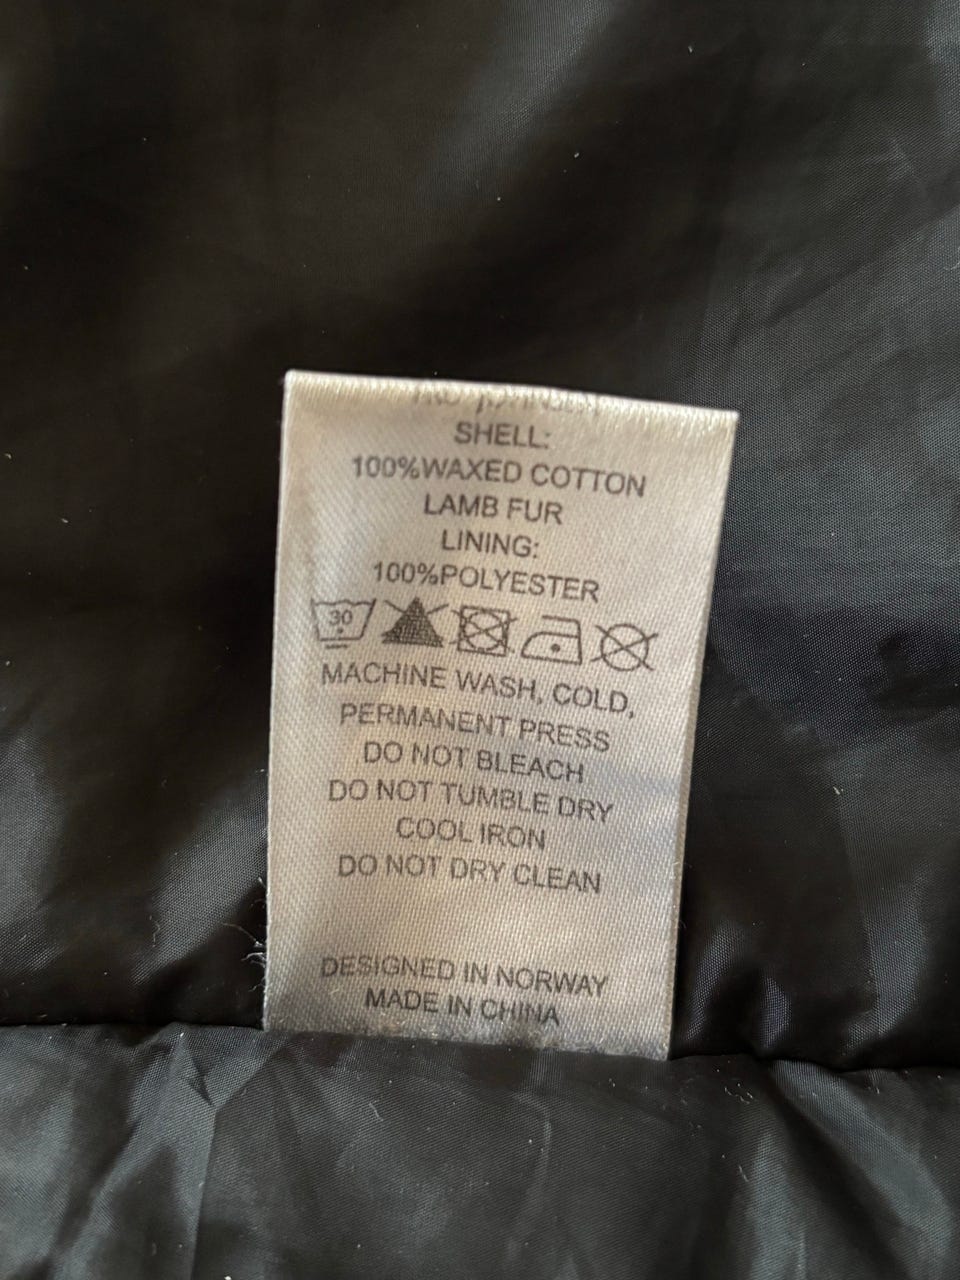 SHELL:
100%WAXED COTTON
LAMB FUR
LINING:
100%POLYESTER
30
MACHINE WASH, COLD,
PERMANENT PRESS
DO NOT BLEACH
DO NOT TUMBLE DRY
COOL IRON
DO NOT DRY CLEAN
DESIGNED IN NORWAY
MADE IN CHINA